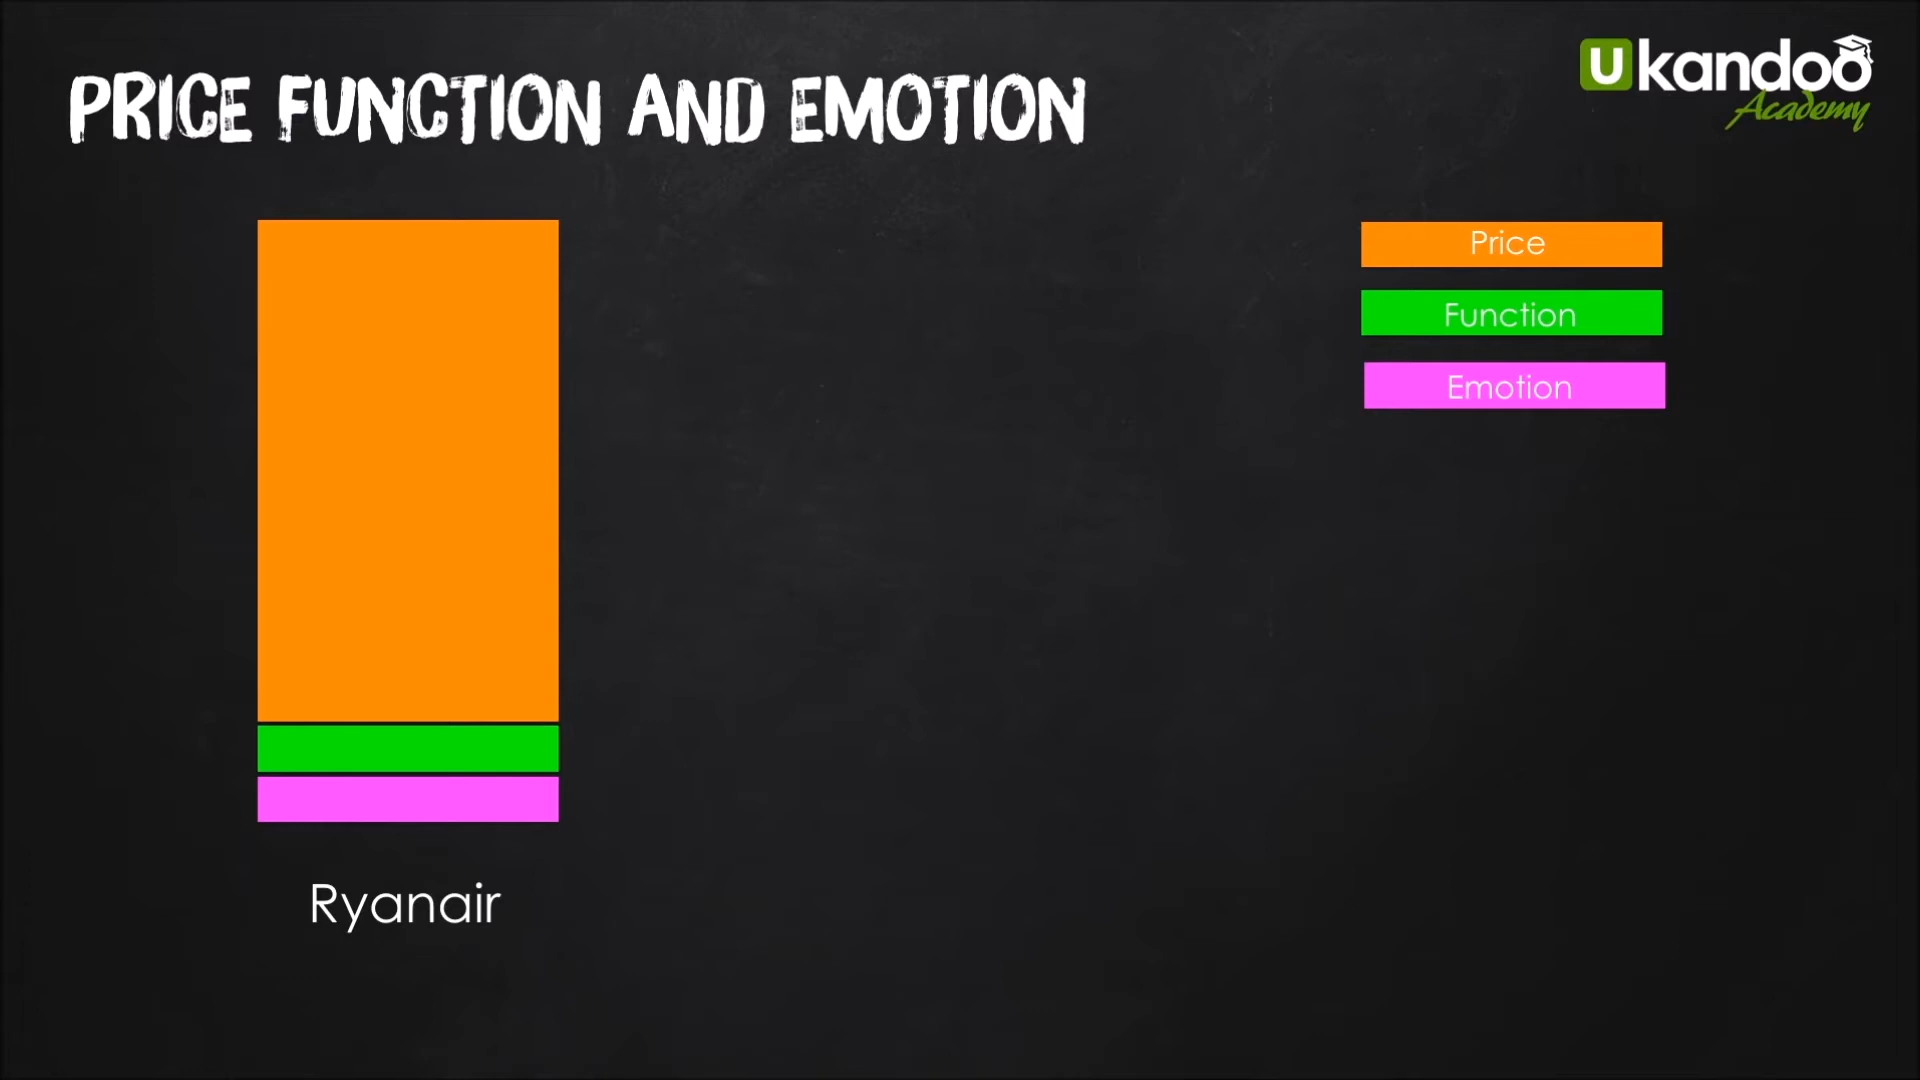 PRICE FUNCTION AND EMOTION
Ukandoo
Academy
Price
Function
Emotion
Ryanair